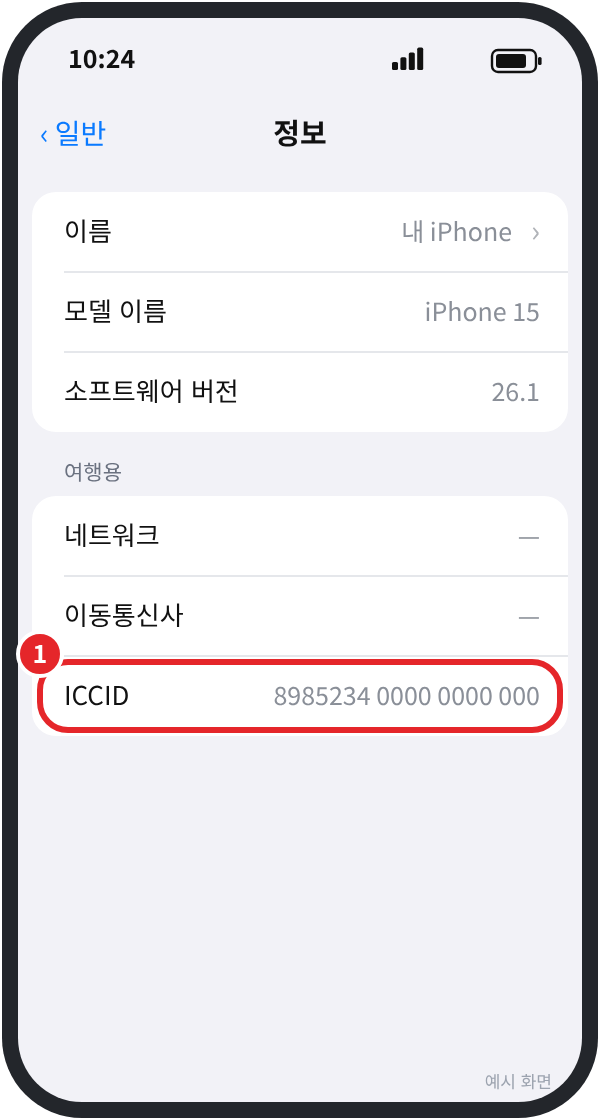 10:24
‹ 일반
정보
이름 내 iPhone ›
모델 이름 iPhone 15
소프트웨어 버전 26.1
여행용
네트워크 —
이동통신사 —
1
ICCID 8985234 0000 0000 000
예시 화면